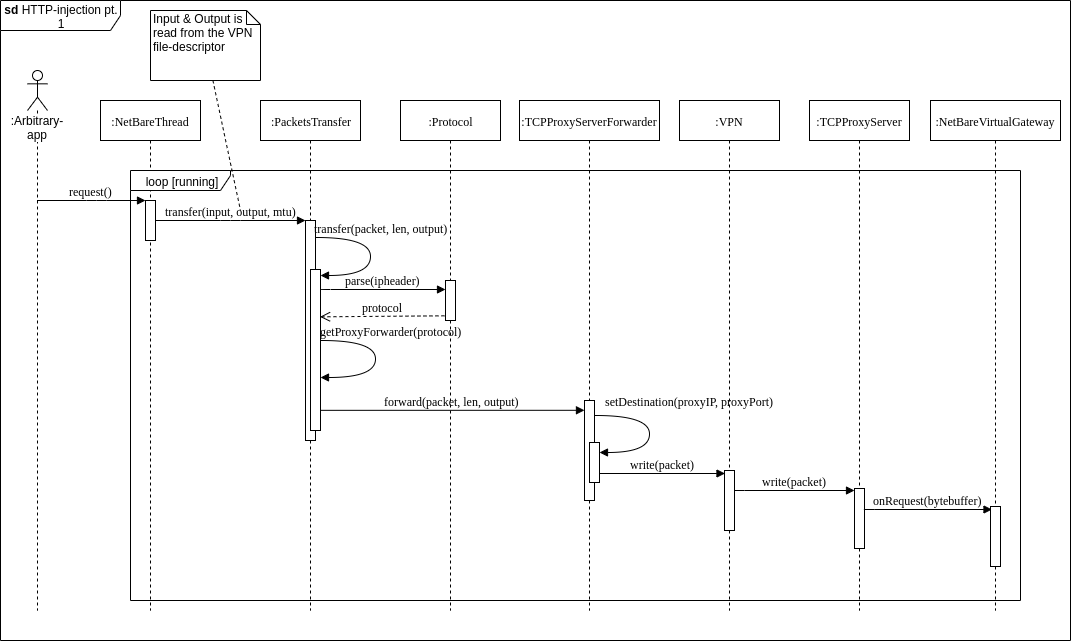 sd HTTP-injection pt.
1
Input & Output is
read from the VPN
file-descriptor
:Arbitrary-
app
:NetBareThread
:PacketsTransfer
:Protocol
:TCPProxyServerForwarder
:VPN
:TCPProxyServer
:NetBareVirtualGateway
loop [running]
request()
transfer(input, output, mtu)
transfer(packet, len, output)
parse(ipheader)
protocol
getProxyForwarder(protocol)
forward(packet, len, output)
setDestination(proxyIP, proxyPort)
write(packet)
write(packet)
onRequest(bytebuffer)